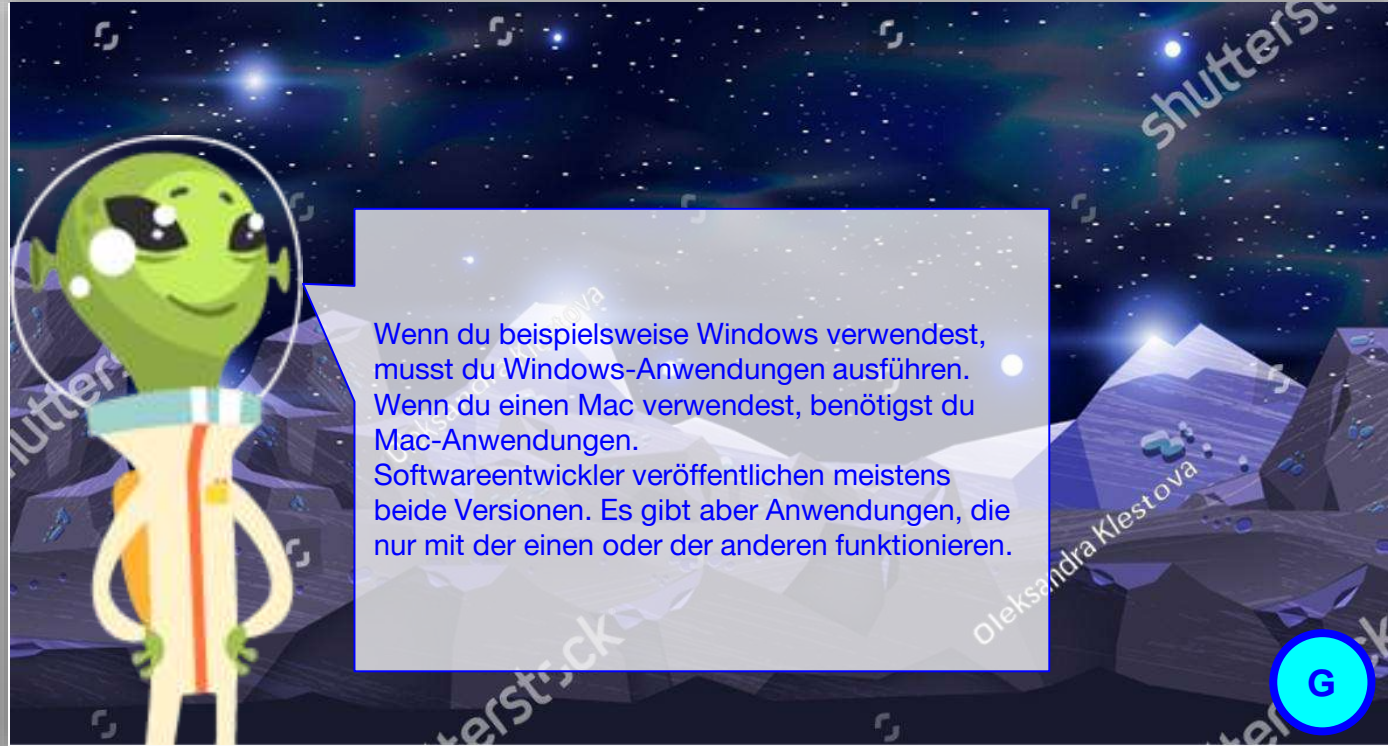 shutterst
Wenn du beispielsweise Windows verwendest,
musst du Windows-Anwendungen ausführen.
Wenn du einen Mac verwendest, benötigst du
Mac-Anwendungen.
Softwareentwickler veröffentlichen meistens
beide Versionen. Es gibt aber Anwendungen, die
nur mit der einen oder der anderen funktionieren.
Oleksandra Klestova
G